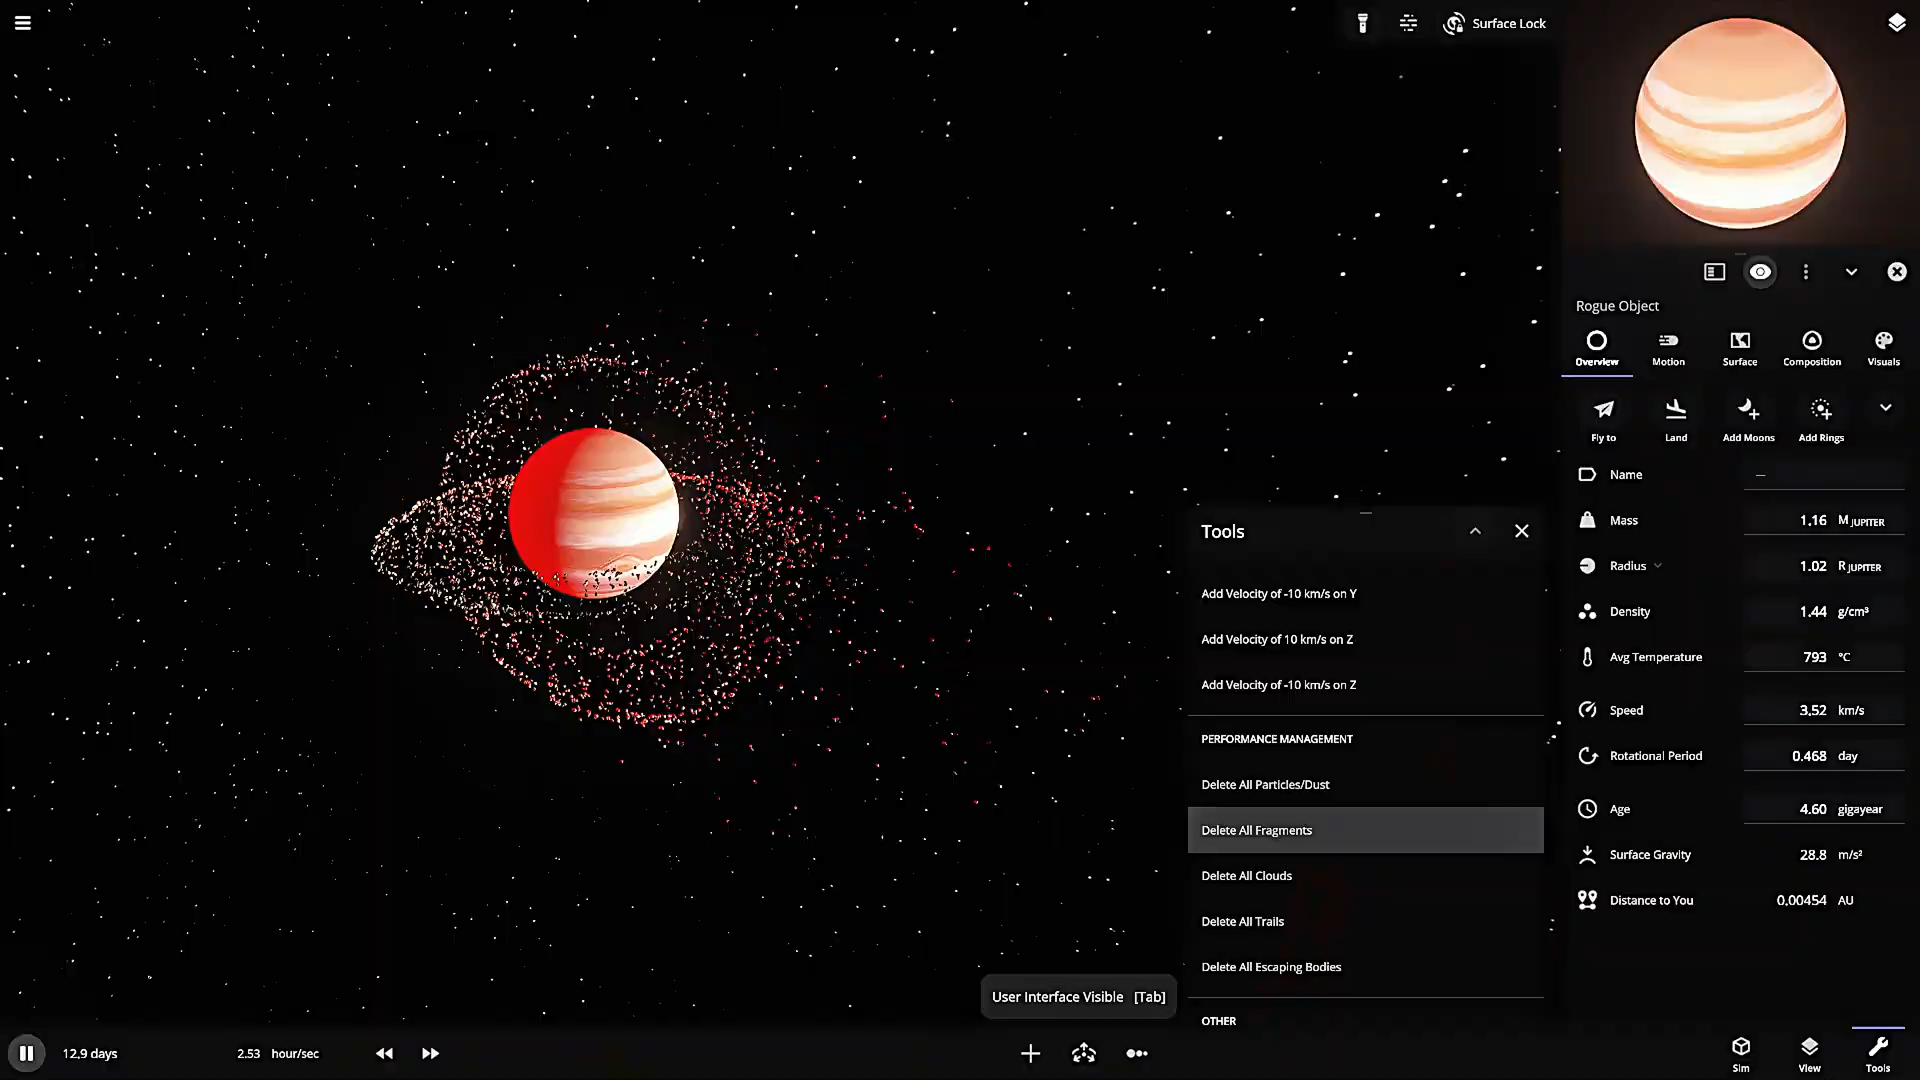 Surface Lock
Rogue Object
Overview Motion Surface Composition Visuals
Fly to Land Add Moons Add Rings
Name —
Mass 1.16 M JUPITER
Radius 1.02 R JUPITER
Density 1.44 g/cm³
Avg Temperature 793 °C
Speed 3.52 km/s
Rotational Period 0.468 day
Age 4.60 gigayear
Surface Gravity 28.8 m/s²
Distance to You 0.00454 AU
Tools
Add Velocity of -10 km/s on Y
Add Velocity of 10 km/s on Z
Add Velocity of -10 km/s on Z
PERFORMANCE MANAGEMENT
Delete All Particles/Dust
Delete All Fragments
Delete All Clouds
Delete All Trails
Delete All Escaping Bodies
OTHER
User Interface Visible [Tab]
12.9 days 2.53 hour/sec
Sim View Tools